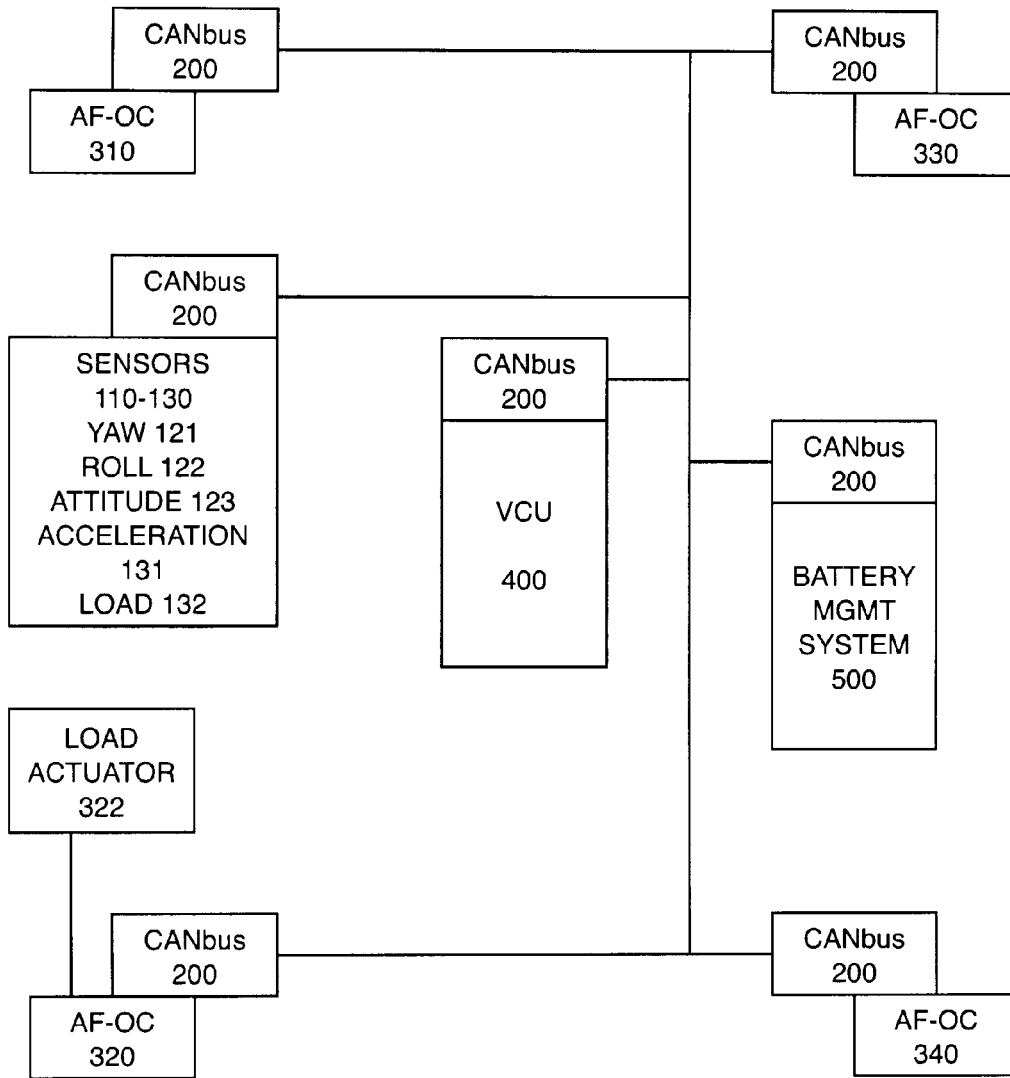 CANbus
200
AF-OC
310
CANbus
200
AF-OC
330
CANbus
200
SENSORS
110-130
YAW 121
ROLL 122
ATTITUDE 123
ACCELERATION
131
LOAD 132
CANbus
200
VCU
400
CANbus
200
BATTERY
MGMT
SYSTEM
500
LOAD
ACTUATOR
322
CANbus
200
AF-OC
320
CANbus
200
AF-OC
340